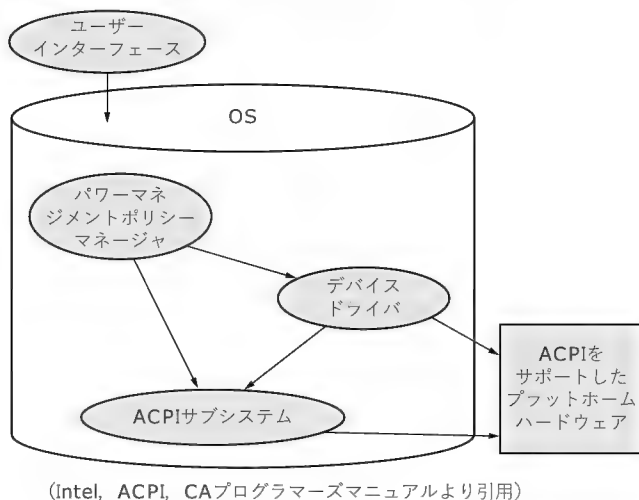 ユーザー
インターフェース
OS
パワーマネ
ジメントポリシー
マネージャ
デバイス
ドライバ
ACPIを
サポートした
プラットホーム
ハードウェア
ACPIサブシステム
(Intel, ACPI, CAプログラマーズマニュアルより引用)